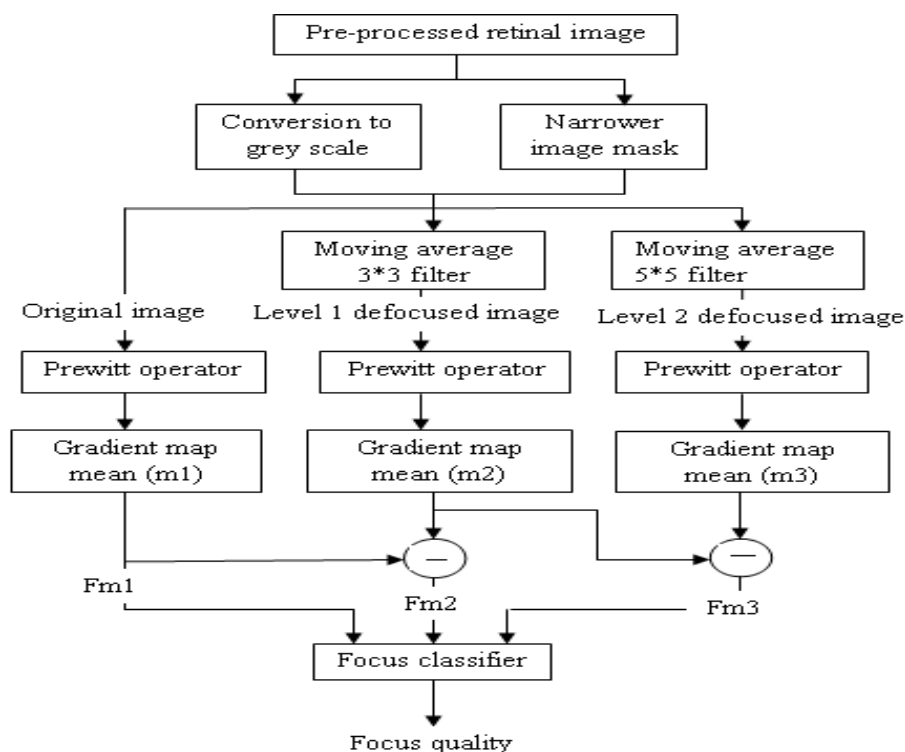 Pre-processed retinal image
Conversion to
grey scale
Narrower
image mask
Moving average
3*3 filter
Moving average
5*5 filter
Original image
Level 1 defocused image
Level 2 defocused image
Prewitt operator
Prewitt operator
Prewitt operator
Gradient map
mean (m1)
Gradient map
mean (m2)
Gradient map
mean (m3)
−
−
Fm1
Fm2
Fm3
Focus classifier
Focus quality